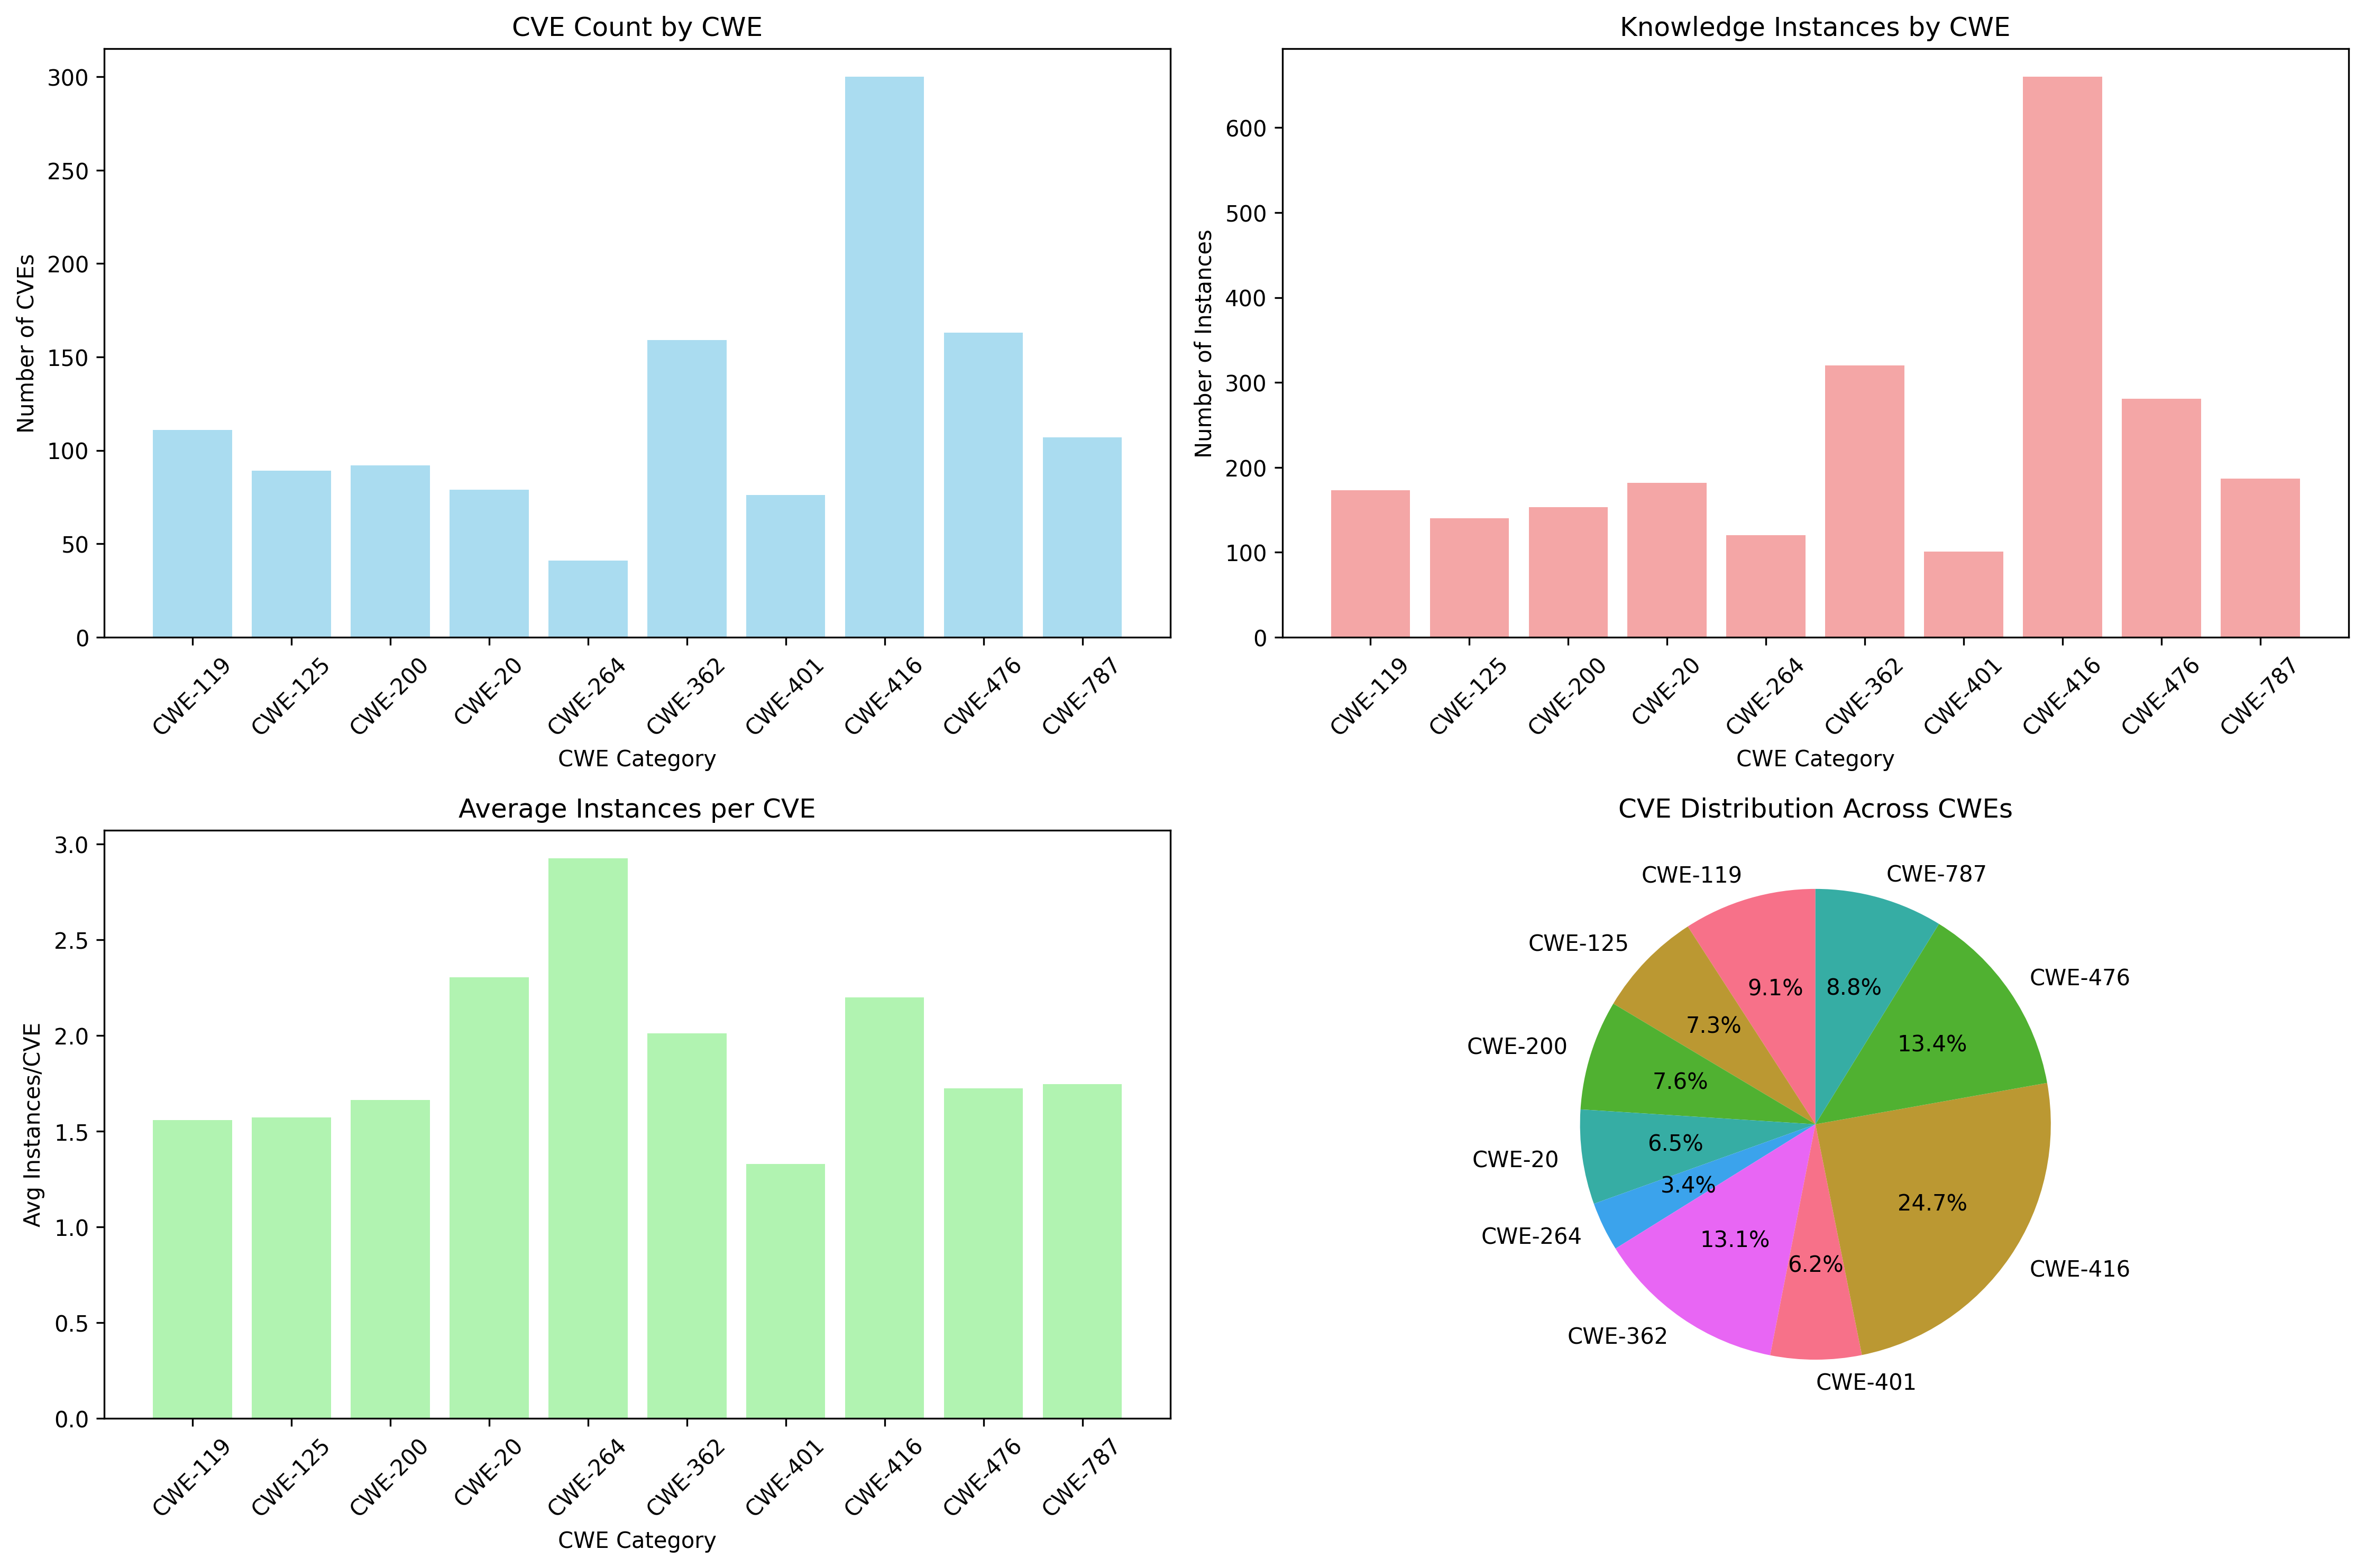 CVE Count by CWE
Number of CVEs
300
250
200
150
100
50
0
CWE-119
CWE-125
CWE-200
CWE-20
CWE-264
CWE-362
CWE-401
CWE-416
CWE-476
CWE-787
CWE Category
Knowledge Instances by CWE
Number of Instances
600
500
400
300
200
100
0
CWE-119
CWE-125
CWE-200
CWE-20
CWE-264
CWE-362
CWE-401
CWE-416
CWE-476
CWE-787
CWE Category
Average Instances per CVE
Avg Instances/CVE
3.0
2.5
2.0
1.5
1.0
0.5
0.0
CWE-119
CWE-125
CWE-200
CWE-20
CWE-264
CWE-362
CWE-401
CWE-416
CWE-476
CWE-787
CWE Category
CVE Distribution Across CWEs
CWE-119
9.1%
CWE-125
7.3%
CWE-200
7.6%
CWE-20
6.5%
CWE-264
3.4%
CWE-362
13.1%
CWE-401
6.2%
CWE-416
24.7%
CWE-476
13.4%
CWE-787
8.8%